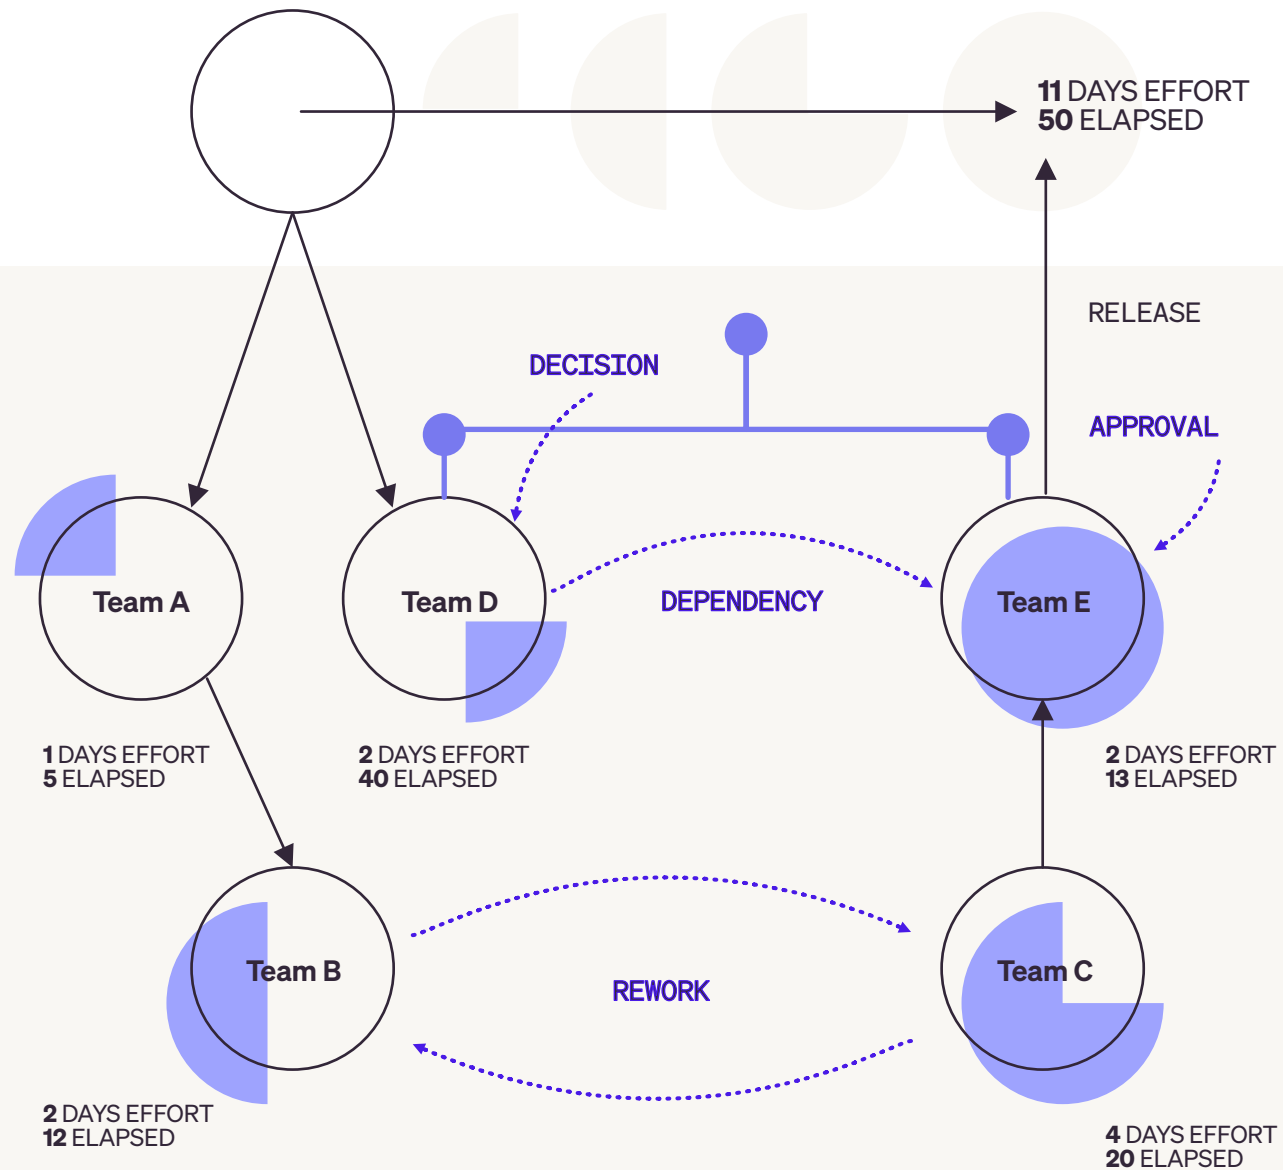 11 DAYS EFFORT
50 ELAPSED
RELEASE
DECISION
APPROVAL
Team A
Team D
Team E
DEPENDENCY
1 DAYS EFFORT
5 ELAPSED
2 DAYS EFFORT
40 ELAPSED
2 DAYS EFFORT
13 ELAPSED
Team B
Team C
REWORK
2 DAYS EFFORT
12 ELAPSED
4 DAYS EFFORT
20 ELAPSED